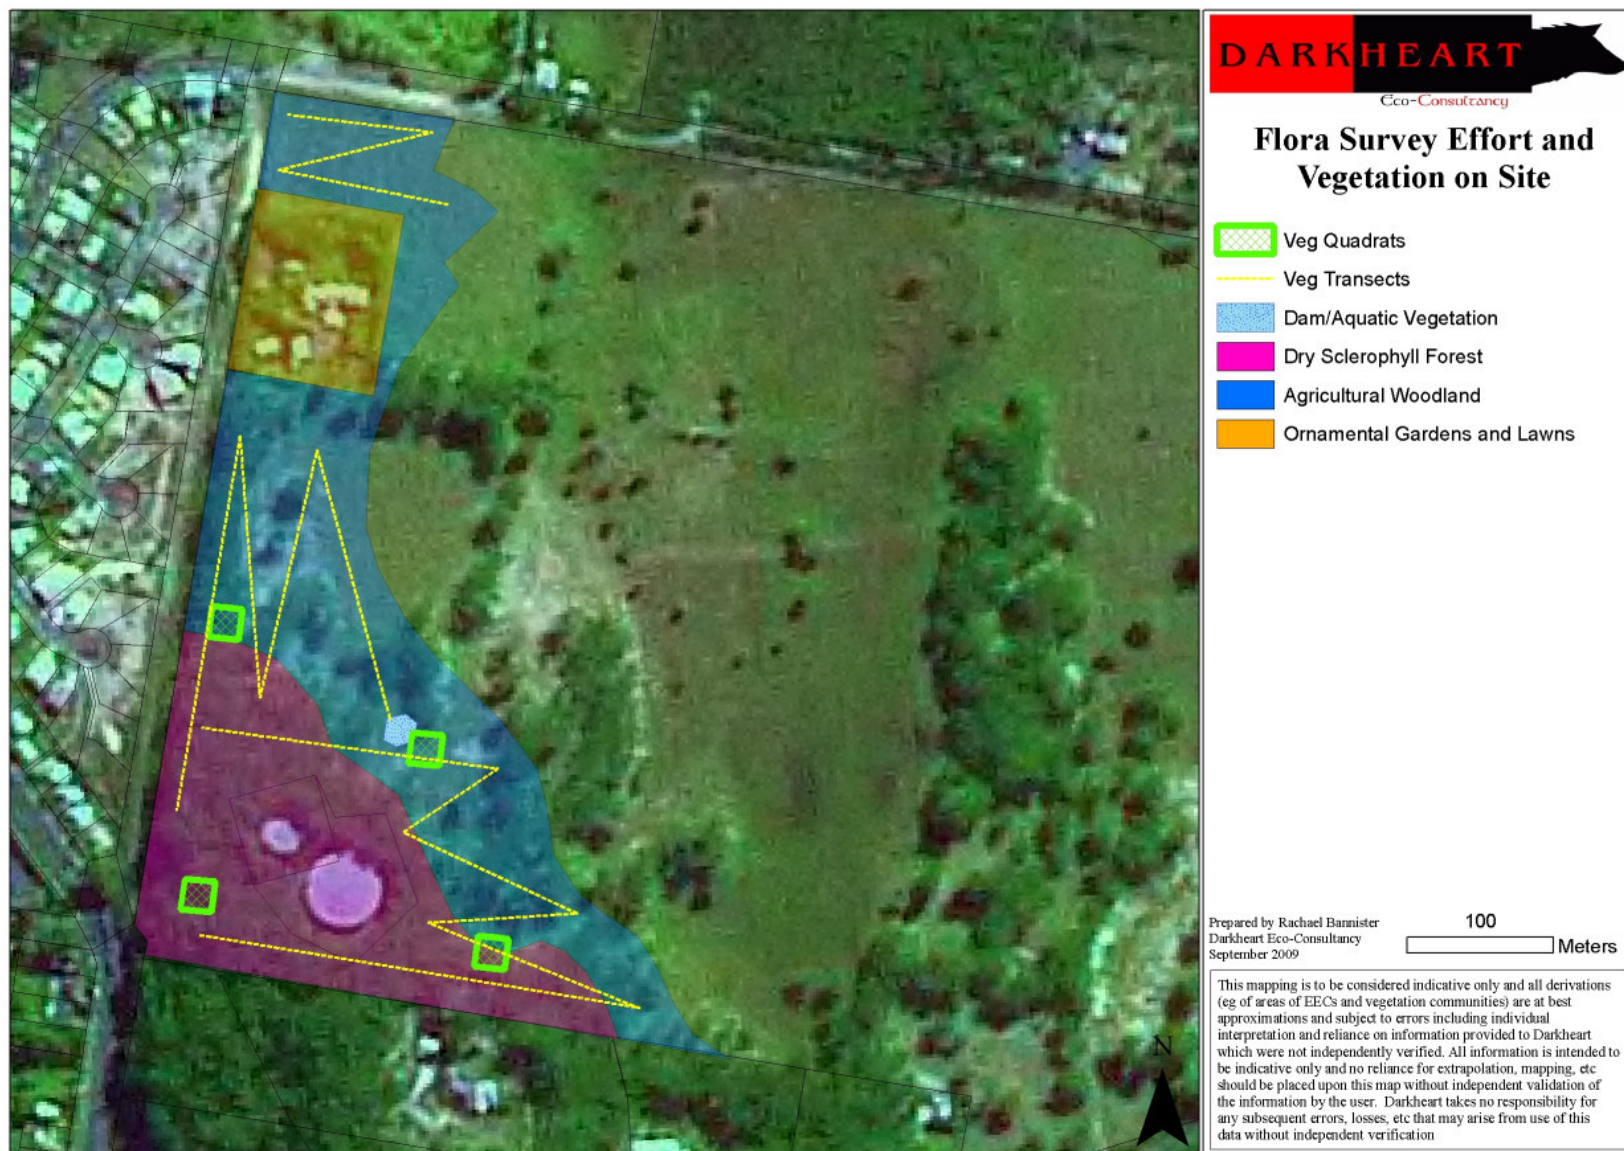 DARKHEART
Eco-Consultancy
Flora Survey Effort and
Vegetation on Site
Veg Quadrats
Veg Transects
Dam/Aquatic Vegetation
Dry Sclerophyll Forest
Agricultural Woodland
Ornamental Gardens and Lawns
Prepared by Rachael Bannister
Darkheart Eco-Consultancy
September 2009
100
Meters
This mapping is to be considered indicative only and all derivations
(eg of areas of EECs and vegetation communities) are at best
approximations and subject to errors including individual
interpretation and reliance on information provided to Darkheart
which were not independently verified. All information is intended to
be indicative only and no reliance for extrapolation, mapping, etc
should be placed upon this map without independent validation of
the information by the user. Darkheart takes no responsibility for
any subsequent errors, losses, etc that may arise from use of this
data without independent verification
N